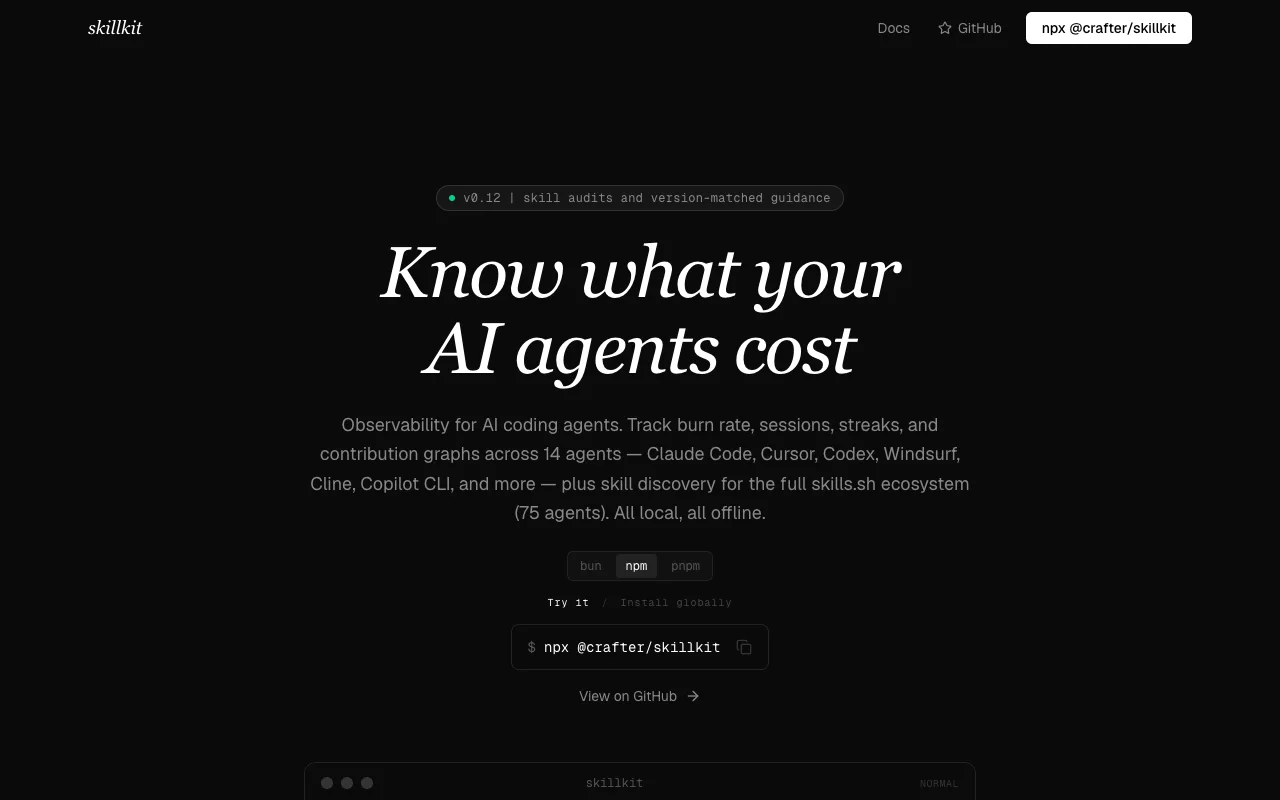 skillkit
Docs
GitHub
npx @crafter/skillkit
v0.12 | skill audits and version-matched guidance
Know what your
AI agents cost
Observability for AI coding agents. Track burn rate, sessions, streaks, and
contribution graphs across 14 agents — Claude Code, Cursor, Codex, Windsurf,
Cline, Copilot CLI, and more — plus skill discovery for the full skills.sh ecosystem
(75 agents). All local, all offline.
bun npm pnpm
Try it / Install globally
$ npx @crafter/skillkit
View on GitHub →
skillkit
NORMAL